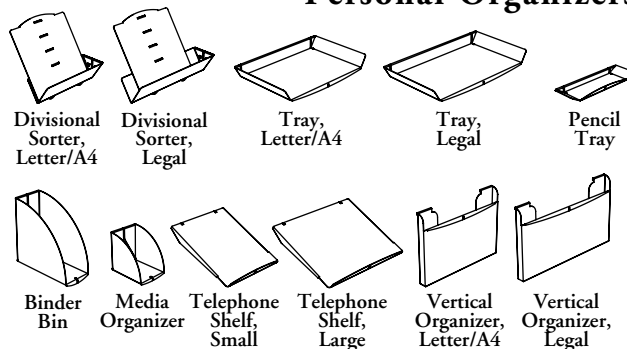 Personal Organizers
Divisional
Sorter,
Letter/A4
Divisional
Sorter,
Legal
Tray,
Letter/A4
Tray,
Legal
Pencil
Tray
Binder
Bin
Media
Organizer
Telephone
Shelf,
Small
Telephone
Shelf,
Large
Vertical
Organizer,
Letter/A4
Vertical
Organizer,
Legal